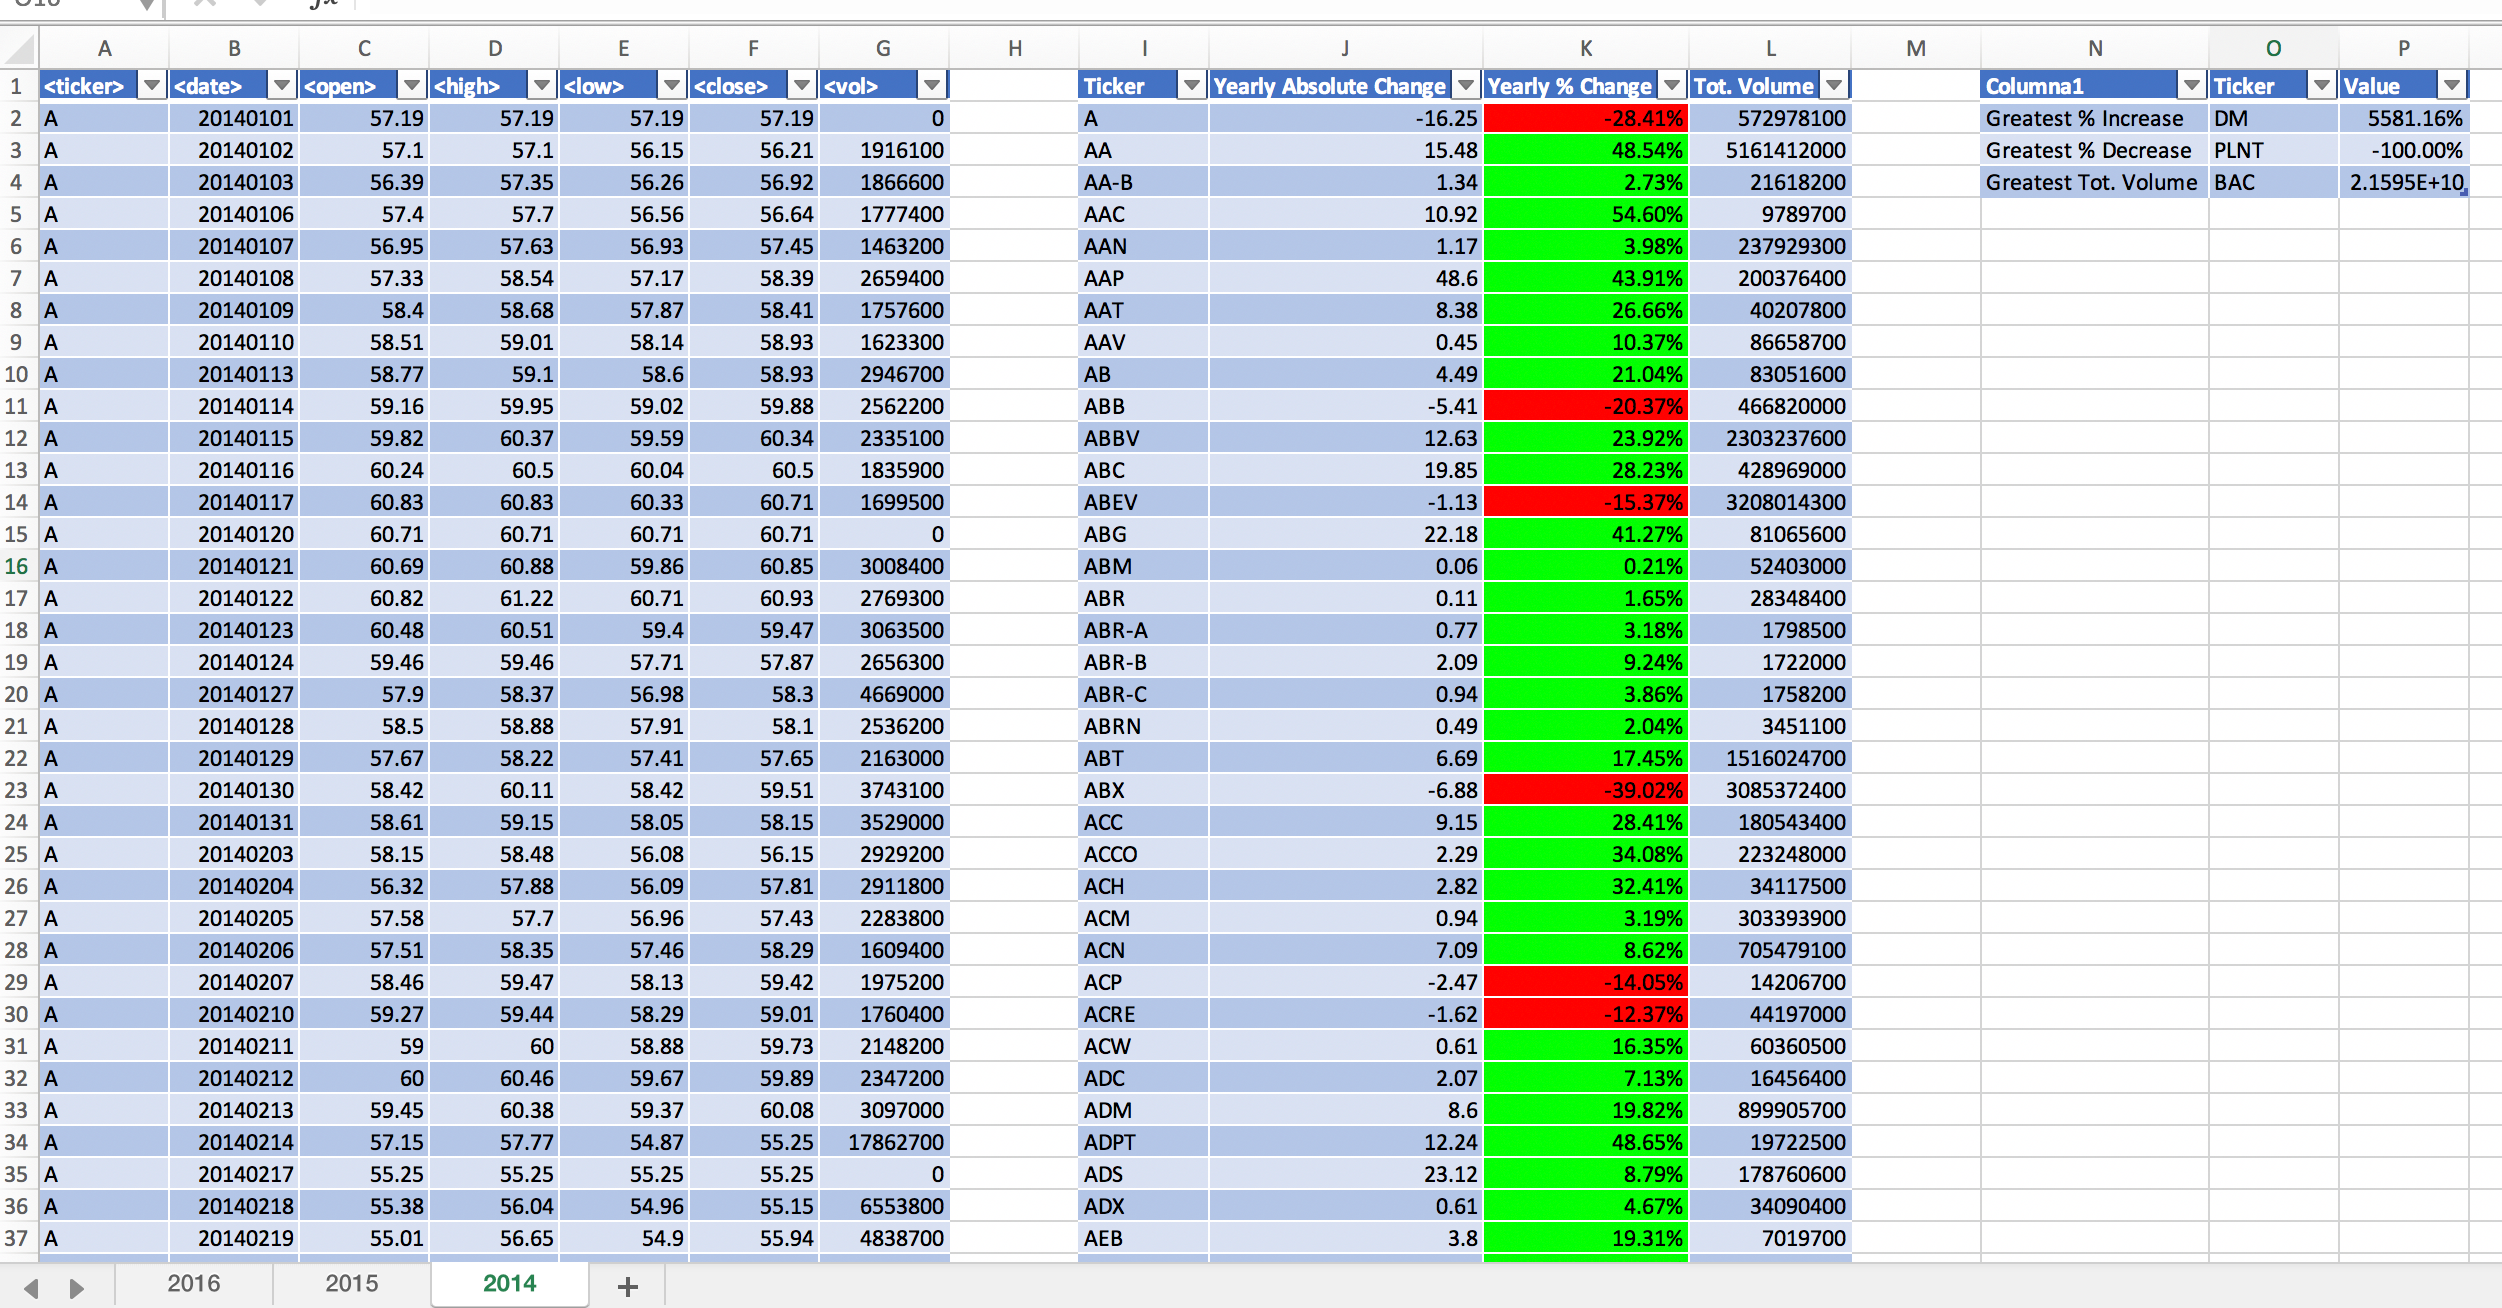 fx
A B C D E F G H I J K L M N O P
1 <ticker> <date> <open> <high> <low> <close> <vol> Ticker Yearly Absolute Change Yearly % Change Tot. Volume Columna1 Ticker Value
2 A 20140101 57.19 57.19 57.19 57.19 0 A -16.25 -28.41% 572978100 Greatest % Increase DM 5581.16%
3 A 20140102 57.1 57.1 56.15 56.21 1916100 AA 15.48 48.54% 5161412000 Greatest % Decrease PLNT -100.00%
4 A 20140103 56.39 57.35 56.26 56.92 1866600 AA-B 1.34 2.73% 21618200 Greatest Tot. Volume BAC 2.1595E+10
5 A 20140106 57.4 57.7 56.56 56.64 1777400 AAC 10.92 54.60% 9789700
6 A 20140107 56.95 57.63 56.93 57.45 1463200 AAN 1.17 3.98% 237929300
7 A 20140108 57.33 58.54 57.17 58.39 2659400 AAP 48.6 43.91% 200376400
8 A 20140109 58.4 58.68 57.87 58.41 1757600 AAT 8.38 26.66% 40207800
9 A 20140110 58.51 59.01 58.14 58.93 1623300 AAV 0.45 10.37% 86658700
10 A 20140113 58.77 59.1 58.6 58.93 2946700 AB 4.49 21.04% 83051600
11 A 20140114 59.16 59.95 59.02 59.88 2562200 ABB -5.41 -20.37% 466820000
12 A 20140115 59.82 60.37 59.59 60.34 2335100 ABBV 12.63 23.92% 2303237600
13 A 20140116 60.24 60.5 60.04 60.5 1835900 ABC 19.85 28.23% 428969000
14 A 20140117 60.83 60.83 60.33 60.71 1699500 ABEV -1.13 -15.37% 3208014300
15 A 20140120 60.71 60.71 60.71 60.71 0 ABG 22.18 41.27% 81065600
16 A 20140121 60.69 60.88 59.86 60.85 3008400 ABM 0.06 0.21% 52403000
17 A 20140122 60.82 61.22 60.71 60.93 2769300 ABR 0.11 1.65% 28348400
18 A 20140123 60.48 60.51 59.4 59.47 3063500 ABR-A 0.77 3.18% 1798500
19 A 20140124 59.46 59.46 57.71 57.87 2656300 ABR-B 2.09 9.24% 1722000
20 A 20140127 57.9 58.37 56.98 58.3 4669000 ABR-C 0.94 3.86% 1758200
21 A 20140128 58.5 58.88 57.91 58.1 2536200 ABRN 0.49 2.04% 3451100
22 A 20140129 57.67 58.22 57.41 57.65 2163000 ABT 6.69 17.45% 1516024700
23 A 20140130 58.42 60.11 58.42 59.51 3743100 ABX -6.88 -39.02% 3085372400
24 A 20140131 58.61 59.15 58.05 58.15 3529000 ACC 9.15 28.41% 180543400
25 A 20140203 58.15 58.48 56.08 56.15 2929200 ACCO 2.29 34.08% 223248000
26 A 20140204 56.32 57.88 56.09 57.81 2911800 ACH 2.82 32.41% 34117500
27 A 20140205 57.58 57.7 56.96 57.43 2283800 ACM 0.94 3.19% 303393900
28 A 20140206 57.51 58.35 57.46 58.29 1609400 ACN 7.09 8.62% 705479100
29 A 20140207 58.46 59.47 58.13 59.42 1975200 ACP -2.47 -14.05% 14206700
30 A 20140210 59.27 59.44 58.29 59.01 1760400 ACRE -1.62 -12.37% 44197000
31 A 20140211 59 60 58.88 59.73 2148200 ACW 0.61 16.35% 60360500
32 A 20140212 60 60.46 59.67 59.89 2347200 ADC 2.07 7.13% 16456400
33 A 20140213 59.45 60.38 59.37 60.08 3097000 ADM 8.6 19.82% 899905700
34 A 20140214 57.15 57.77 54.87 55.25 17862700 ADPT 12.24 48.65% 19722500
35 A 20140217 55.25 55.25 55.25 55.25 0 ADS 23.12 8.79% 178760600
36 A 20140218 55.38 56.04 54.96 55.15 6553800 ADX 0.61 4.67% 34090400
37 A 20140219 55.01 56.65 54.9 55.94 4838700 AEB 3.8 19.31% 7019700
2016 2015 2014 +